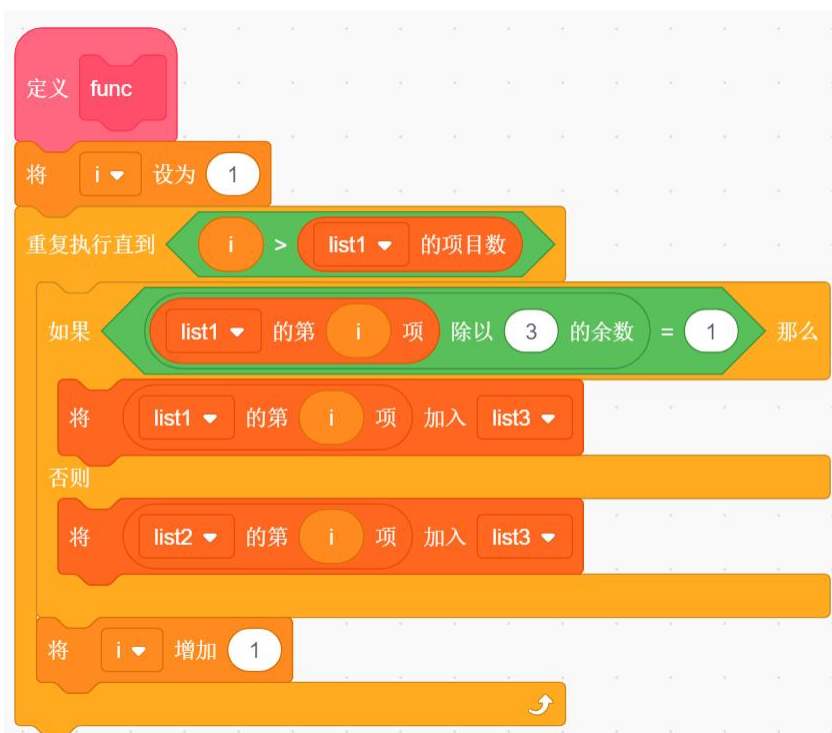 定义 func
将 i 设为 1
重复执行直到 i > list1 的项目数
如果 list1 的第 i 项 除以 3 的余数 = 1 那么
将 list1 的第 i 项 加入 list3
否则
将 list2 的第 i 项 加入 list3
将 i 增加 1